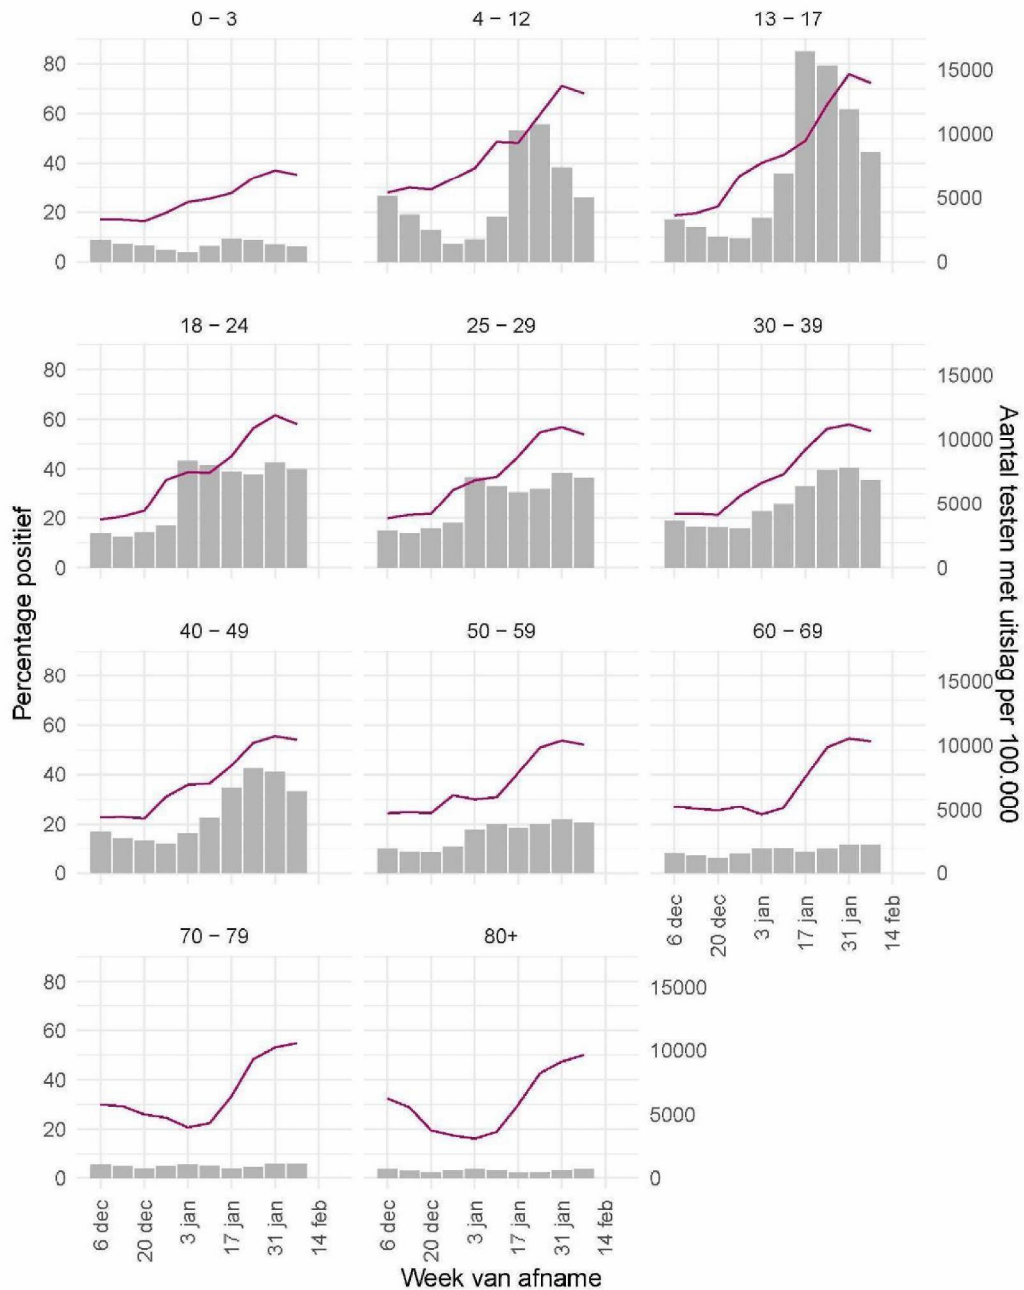 0 – 3
4 – 12
13 – 17
80
60
40
20
0
15000
10000
5000
0
18 – 24
25 – 29
30 – 39
80
60
40
20
0
15000
10000
5000
0
Percentage positief
Aantal testen met uitslag per 100.000
40 – 49
50 – 59
60 – 69
80
60
40
20
0
15000
10000
5000
0
6 dec
20 dec
3 jan
17 jan
31 jan
14 feb
70 – 79
80+
80
60
40
20
0
15000
10000
5000
0
6 dec
20 dec
3 jan
17 jan
31 jan
14 feb
6 dec
20 dec
3 jan
17 jan
31 jan
14 feb
Week van afname